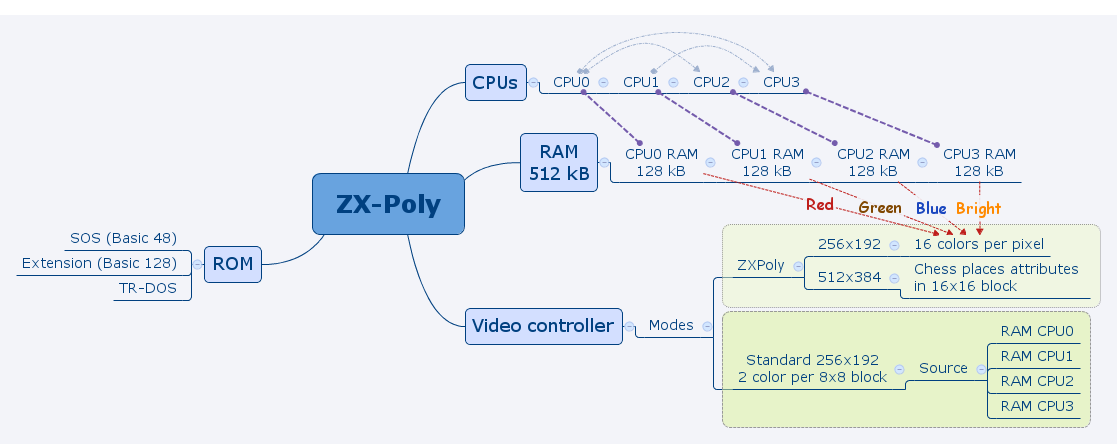 CPUs
CPU0
CPU1
CPU2
CPU3
RAM
512 kB
CPU0 RAM
128 kB
CPU1 RAM
128 kB
CPU2 RAM
128 kB
CPU3 RAM
128 kB
ZX-Poly
Red
Green
Blue
Bright
ROM
SOS (Basic 48)
Extension (Basic 128)
TR-DOS
ZXPoly
256x192
16 colors per pixel
512x384
Chess places attributes
in 16x16 block
Video controller
Modes
Standard 256x192
2 color per 8x8 block
Source
RAM CPU0
RAM CPU1
RAM CPU2
RAM CPU3